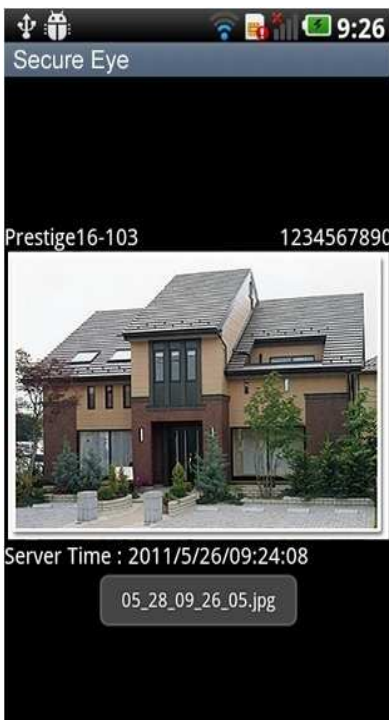 9:26
Secure Eye
Prestige16-103 1234567890
Server Time : 2011/5/26/09:24:08
05_28_09_26_05.jpg